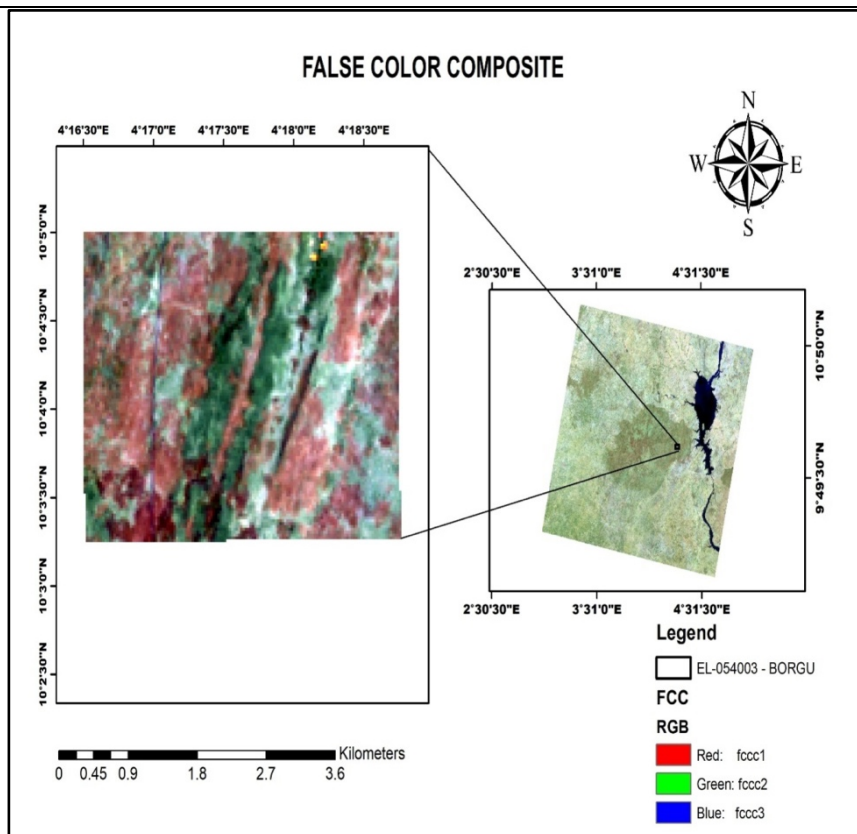 FALSE COLOR COMPOSITE
4°16'30"E 4°17'0"E 4°17'30"E 4°18'0"E 4°18'30"E
10°5'0"N
10°4'30"N
10°4'0"N
10°3'30"N
10°3'0"N
10°2'30"N
N
W E
S
2°30'30"E 3°31'0"E 4°31'30"E
10°5'0"N
9°49'30"N
2°30'30"E 3°31'0"E 4°31'30"E
Legend
EL-054003 - BORGU
FCC
RGB
Red: fccc1
Green: fccc2
Blue: fccc3
Kilometers
0 0.45 0.9 1.8 2.7 3.6